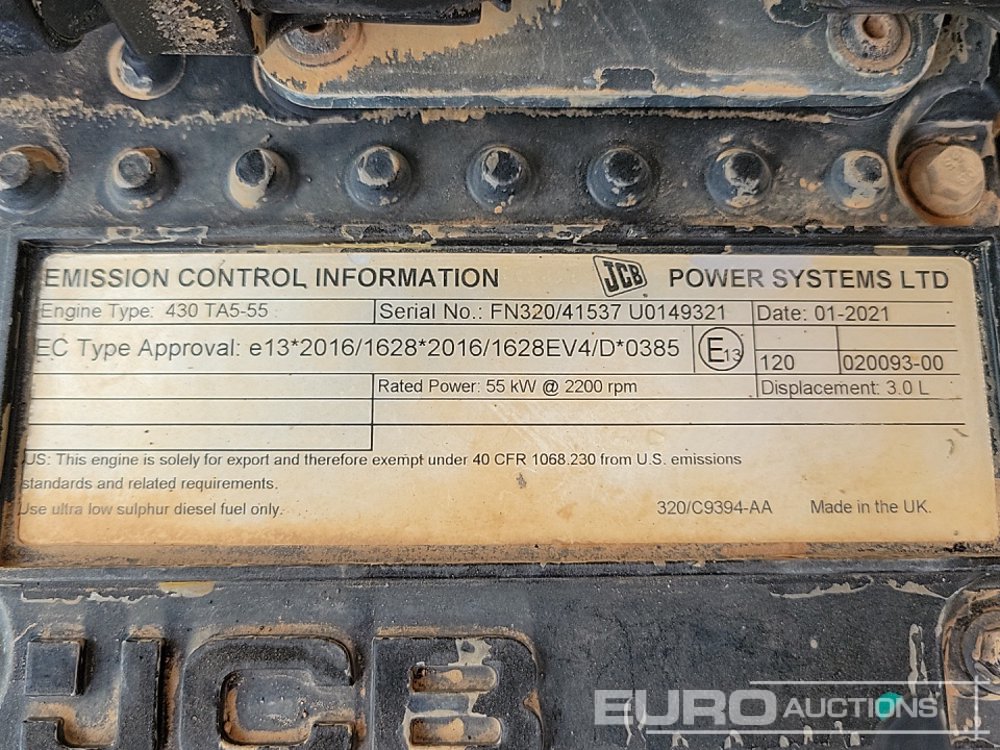 EMISSION CONTROL INFORMATION JCB POWER SYSTEMS LTD
Engine Type: 430 TA5-55 Serial No.: FN320/41537 U0149321 Date: 01-2021
EC Type Approval: e13*2016/1628*2016/1628EV4/D*0385 E13
120 020093-00
Rated Power: 55 kW @ 2200 rpm Displacement: 3.0 L
US: This engine is solely for export and therefore exempt under 40 CFR 1068.230 from U.S. emissions
standards and related requirements.
Use ultra low sulphur diesel fuel only. 320/C9394-AA Made in the UK.
JCB
EURO AUCTIONS